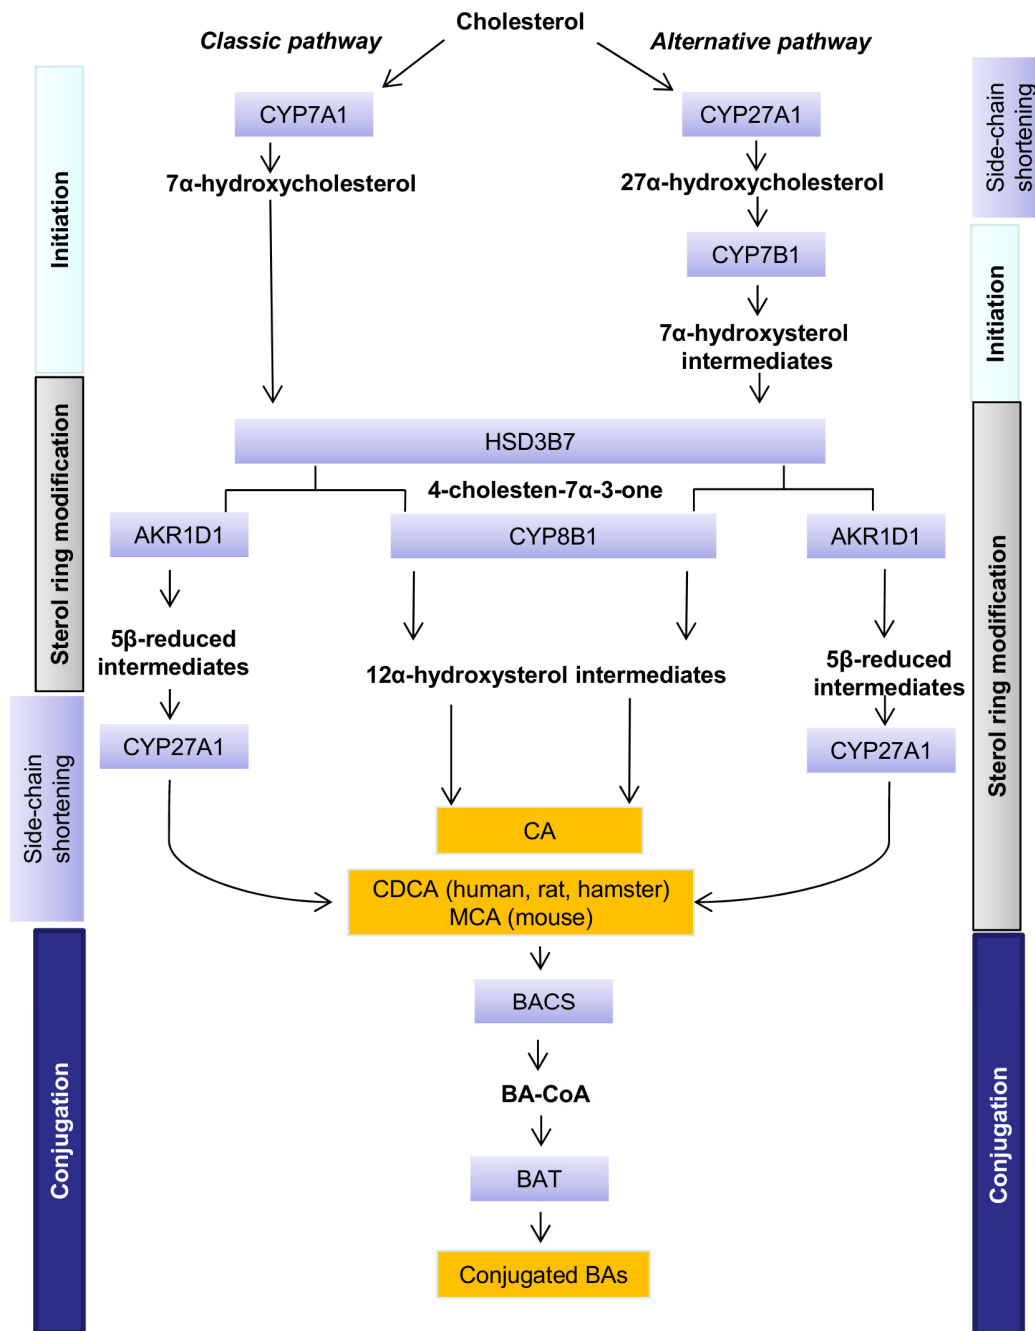 Cholesterol
Classic pathway
Alternative pathway
CYP7A1
CYP27A1
7α-hydroxycholesterol
27α-hydroxycholesterol
CYP7B1
7α-hydroxysterol
intermediates
HSD3B7
4-cholesten-7α-3-one
AKR1D1
CYP8B1
AKR1D1
5β-reduced
intermediates
12α-hydroxysterol intermediates
5β-reduced
intermediates
CYP27A1
CYP27A1
CA
CDCA (human, rat, hamster)
MCA (mouse)
BACS
BA-CoA
BAT
Conjugated BAs
Initiation
Sterol ring modification
Side-chain
shortening
Conjugation
Side-chain
shortening
Initiation
Sterol ring modification
Conjugation